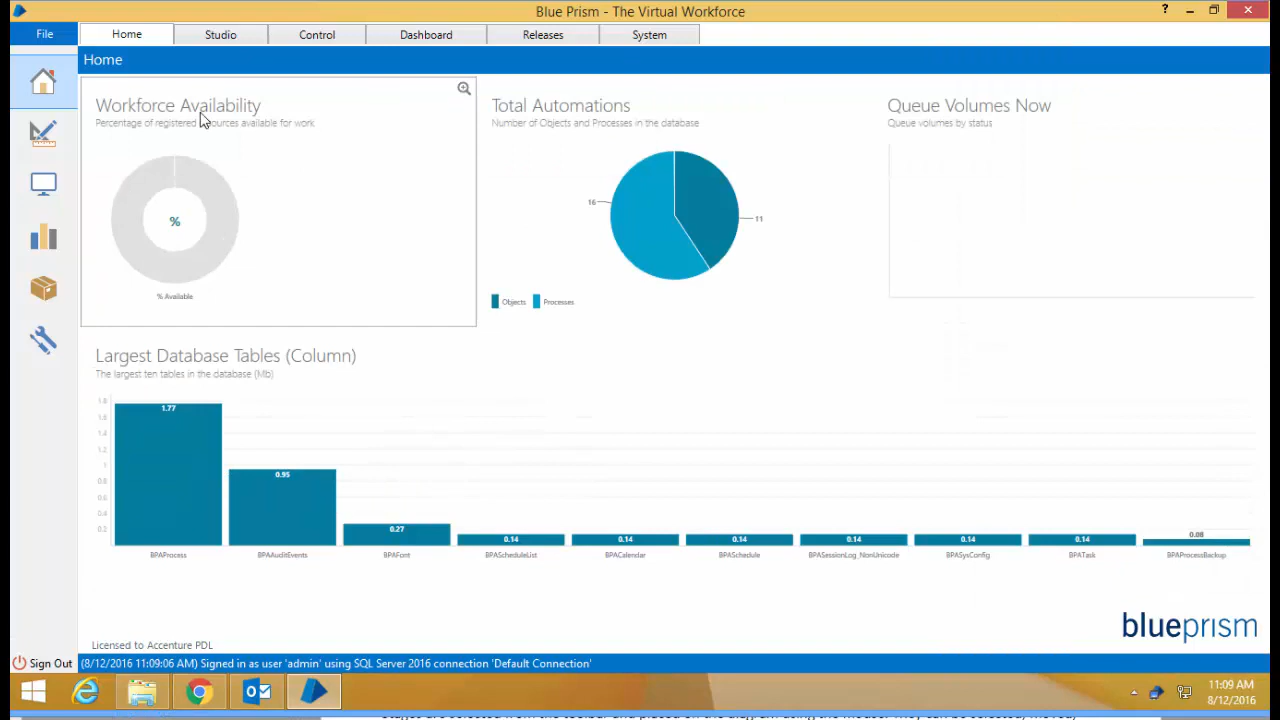 Blue Prism - The Virtual Workforce
?
File
Home
Studio
Control
Dashboard
Releases
System
Home
Workforce Availability
Percentage of registered sources available for work
%
% Available
Total Automations
Number of Objects and Processes in the database
16
11
Objects
Processes
Queue Volumes Now
Queue volumes by status
Largest Database Tables (Column)
The largest ten tables in the database (Mb)
1.8
1.6
1.4
1.2
1
0.8
0.6
0.4
0.2
1.77
0.95
0.27
0.14
0.14
0.14
0.14
0.14
0.14
0.08
BPAProcess
BPAAuditEvents
BPAFont
BPAScheduleList
BPACalendar
BPASchedule
BPASessionLog_NonUnicode
BPASysConfig
BPATask
BPAProcessBackup
blueprism
Licensed to Accenture PDL
Sign Out
(8/12/2016 11:09:06 AM) Signed in as user 'admin' using SQL Server 2016 connection 'Default Connection'
11:09 AM
8/12/2016